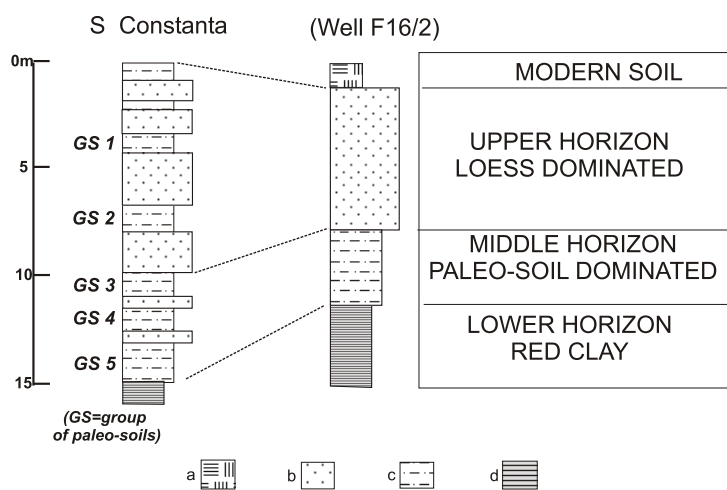 S Constanta
(Well F16/2)
0m
5
10
15
GS 1
GS 2
GS 3
GS 4
GS 5
(GS=group
of paleo-soils)
MODERN SOIL
UPPER HORIZON
LOESS DOMINATED
MIDDLE HORIZON
PALEO-SOIL DOMINATED
LOWER HORIZON
RED CLAY
a
b
c
d